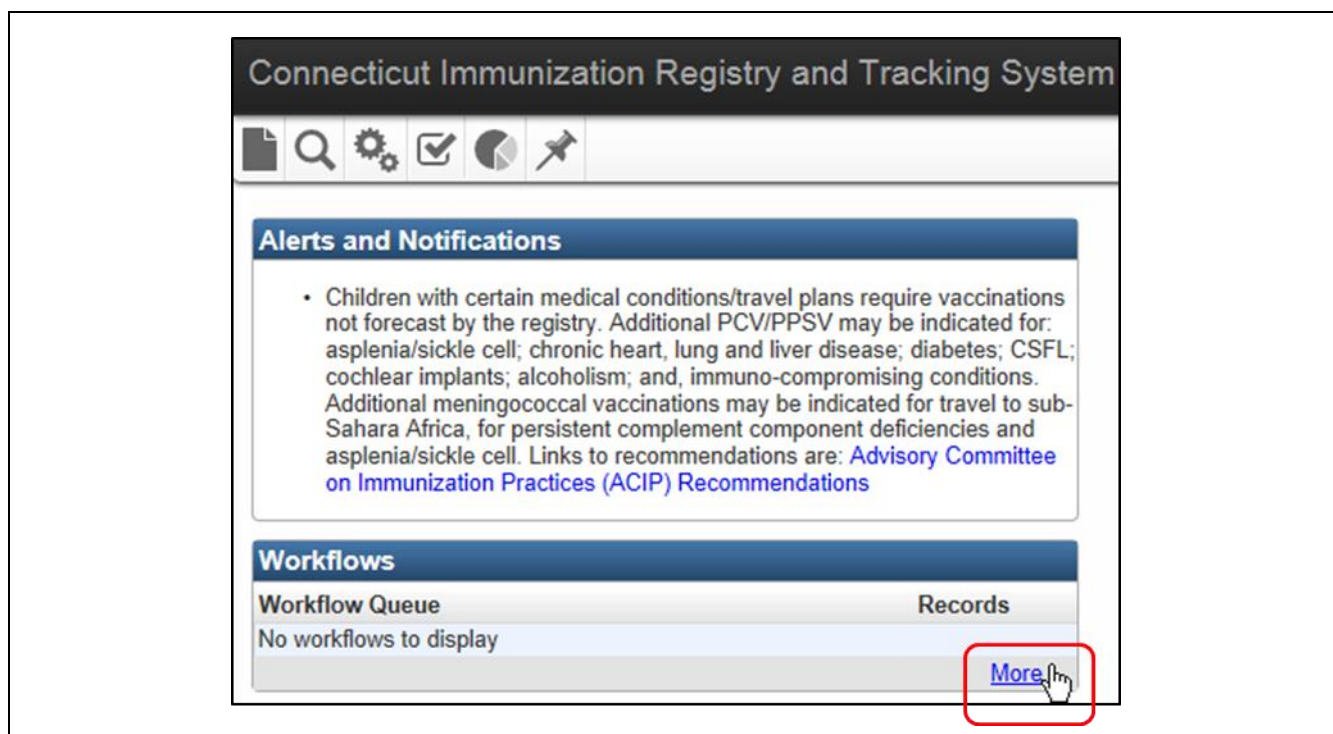 Connecticut Immunization Registry and Tracking System
Alerts and Notifications
• Children with certain medical conditions/travel plans require vaccinations
not forecast by the registry. Additional PCV/PPSV may be indicated for:
asplenia/sickle cell; chronic heart, lung and liver disease; diabetes; CSFL;
cochlear implants; alcoholism; and, immuno-compromising conditions.
Additional meningococcal vaccinations may be indicated for travel to sub-
Sahara Africa, for persistent complement component deficiencies and
asplenia/sickle cell. Links to recommendations are: Advisory Committee
on Immunization Practices (ACIP) Recommendations
Workflows
Workflow Queue Records
No workflows to display
More